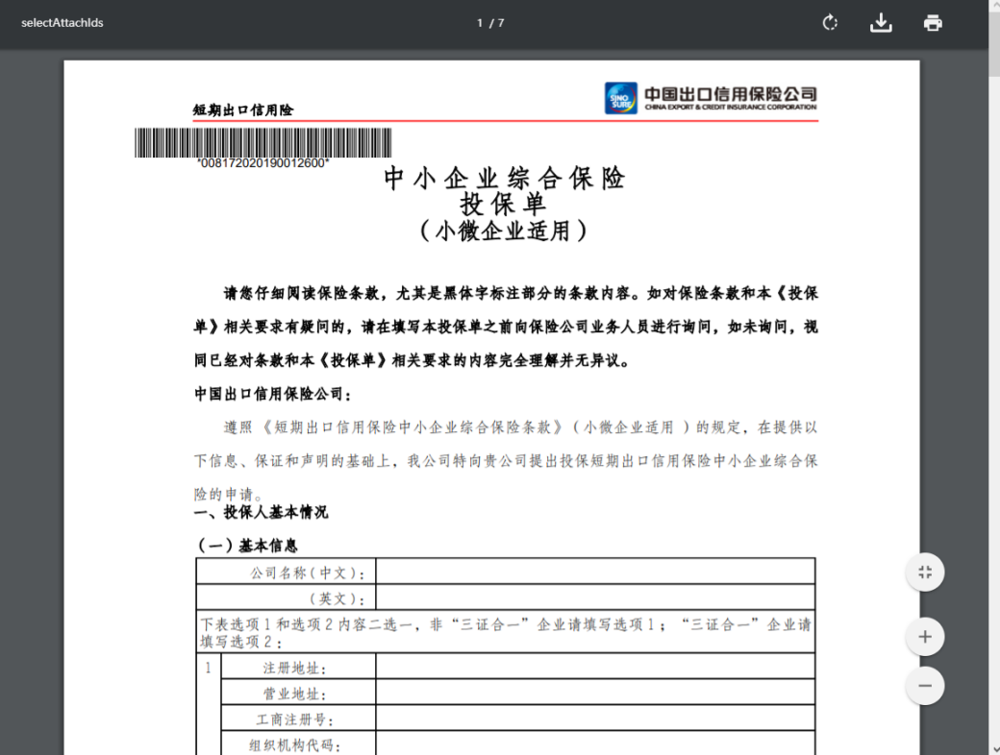 selectAttachIds
1 / 7
短期出口信用险
SINO SURE
中国出口信用保险公司
CHINA EXPORT & CREDIT INSURANCE CORPORATION
*008172020190012600*
中小企业综合保险
投保单
（小微企业适用）
请您仔细阅读保险条款，尤其是黑体字标注部分的条款内容。如对保险条款和本《投保
单》相关要求有疑问的，请在填写本投保单之前向保险公司业务人员进行询问，如未询问，视
同已经对条款和本《投保单》相关要求的内容完全理解并无异议。
中国出口信用保险公司：
遵照《短期出口信用保险中小企业综合保险条款》（小微企业适用 ）的规定，在提供以
下信息、保证和声明的基础上，我公司特向贵公司提出投保短期出口信用保险中小企业综合保
险的申请。
一、投保人基本情况
（一）基本信息
公司名称（中文）：
（英文）：
下表选项1和选项2内容二选一，非“三证合一”企业请填写选项1；“三证合一”企业请
填写选项2：
1 注册地址：
营业地址：
工商注册号：
组织机构代码：